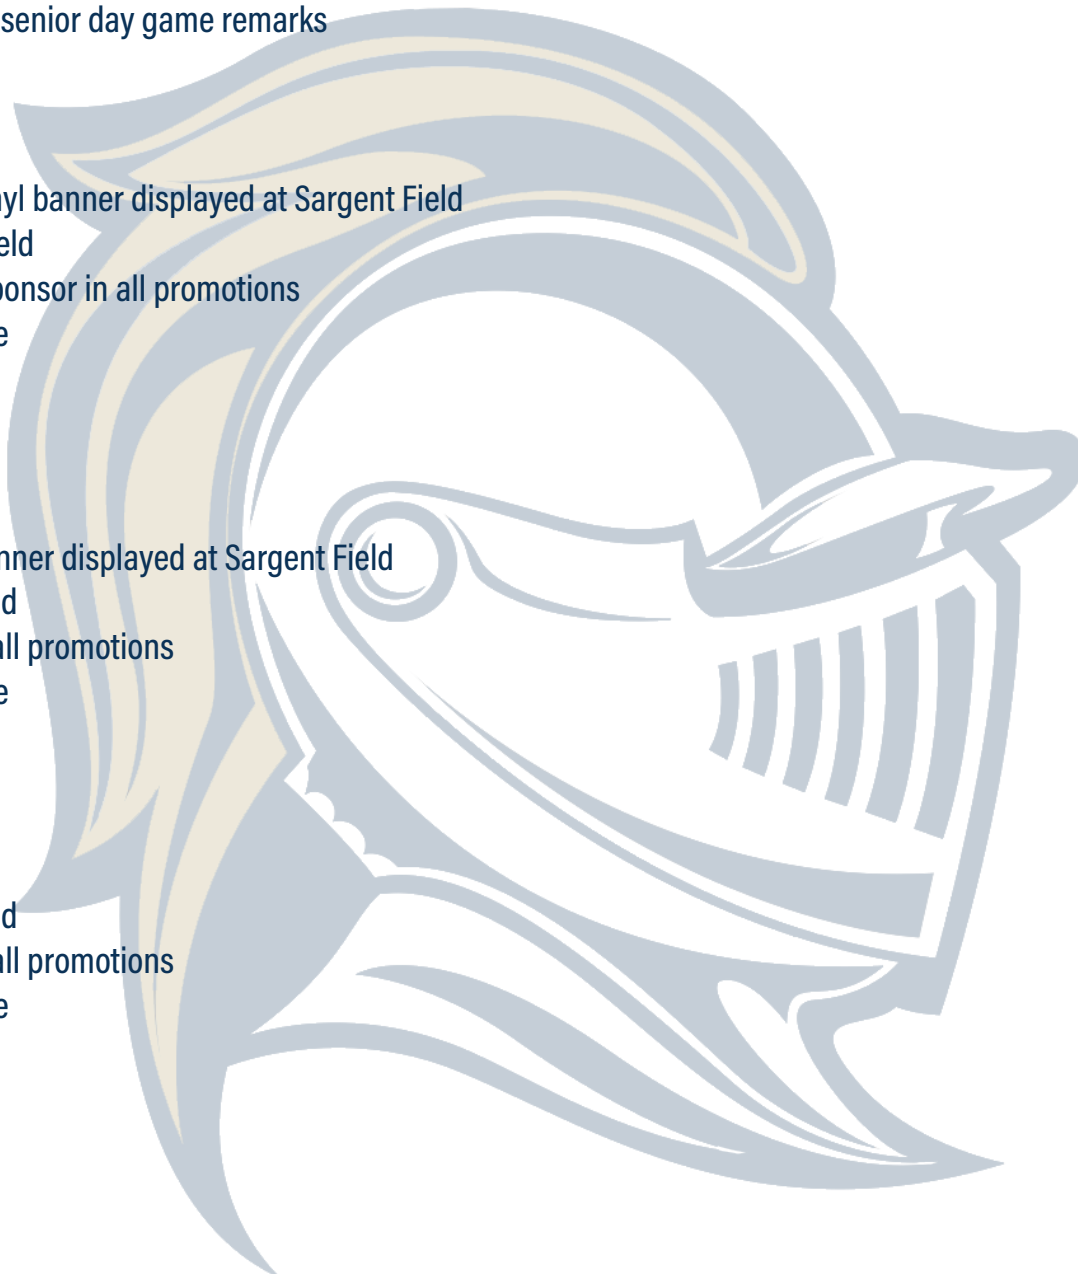 senior day game remarks
nyl banner displayed at Sargent Field
eld
ponsor in all promotions
e
nner displayed at Sargent Field
d
all promotions
e
d
all promotions
e